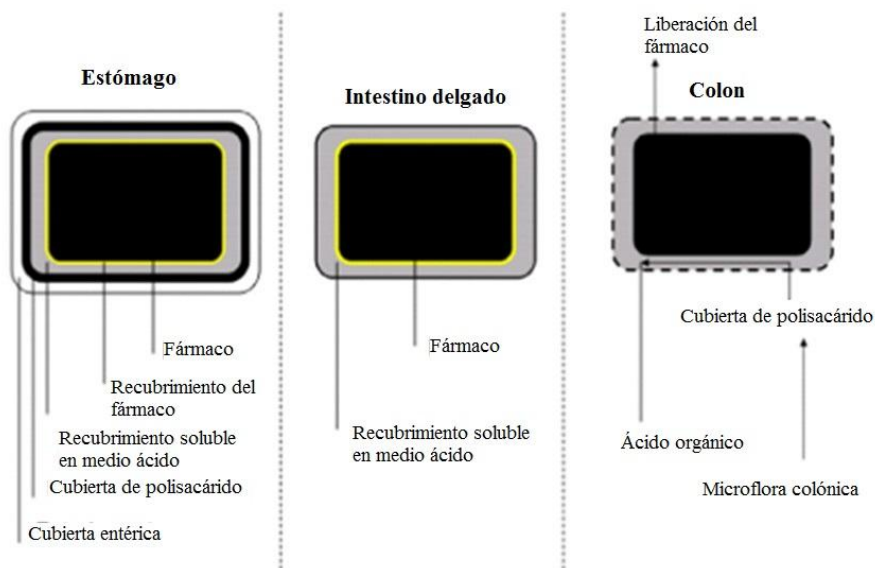 Estómago
Fármaco
Recubrimiento del
fármaco
Recubrimiento soluble
en medio ácido
Cubierta de polisacárido
Cubierta entérica
Intestino delgado
Fármaco
Recubrimiento soluble
en medio ácido
Liberación del
fármaco
Colon
Cubierta de polisacárido
Ácido orgánico
Microflora colónica